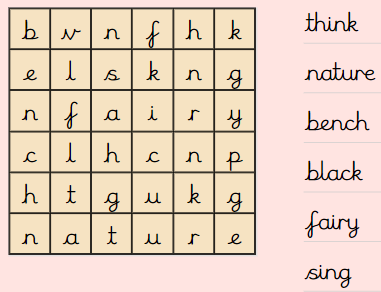 b v n f h k
e l s k n g
n f a i r y
c l h c n p
h t g u k g
n a t u r e
think
nature
bench
black
fairy
sing